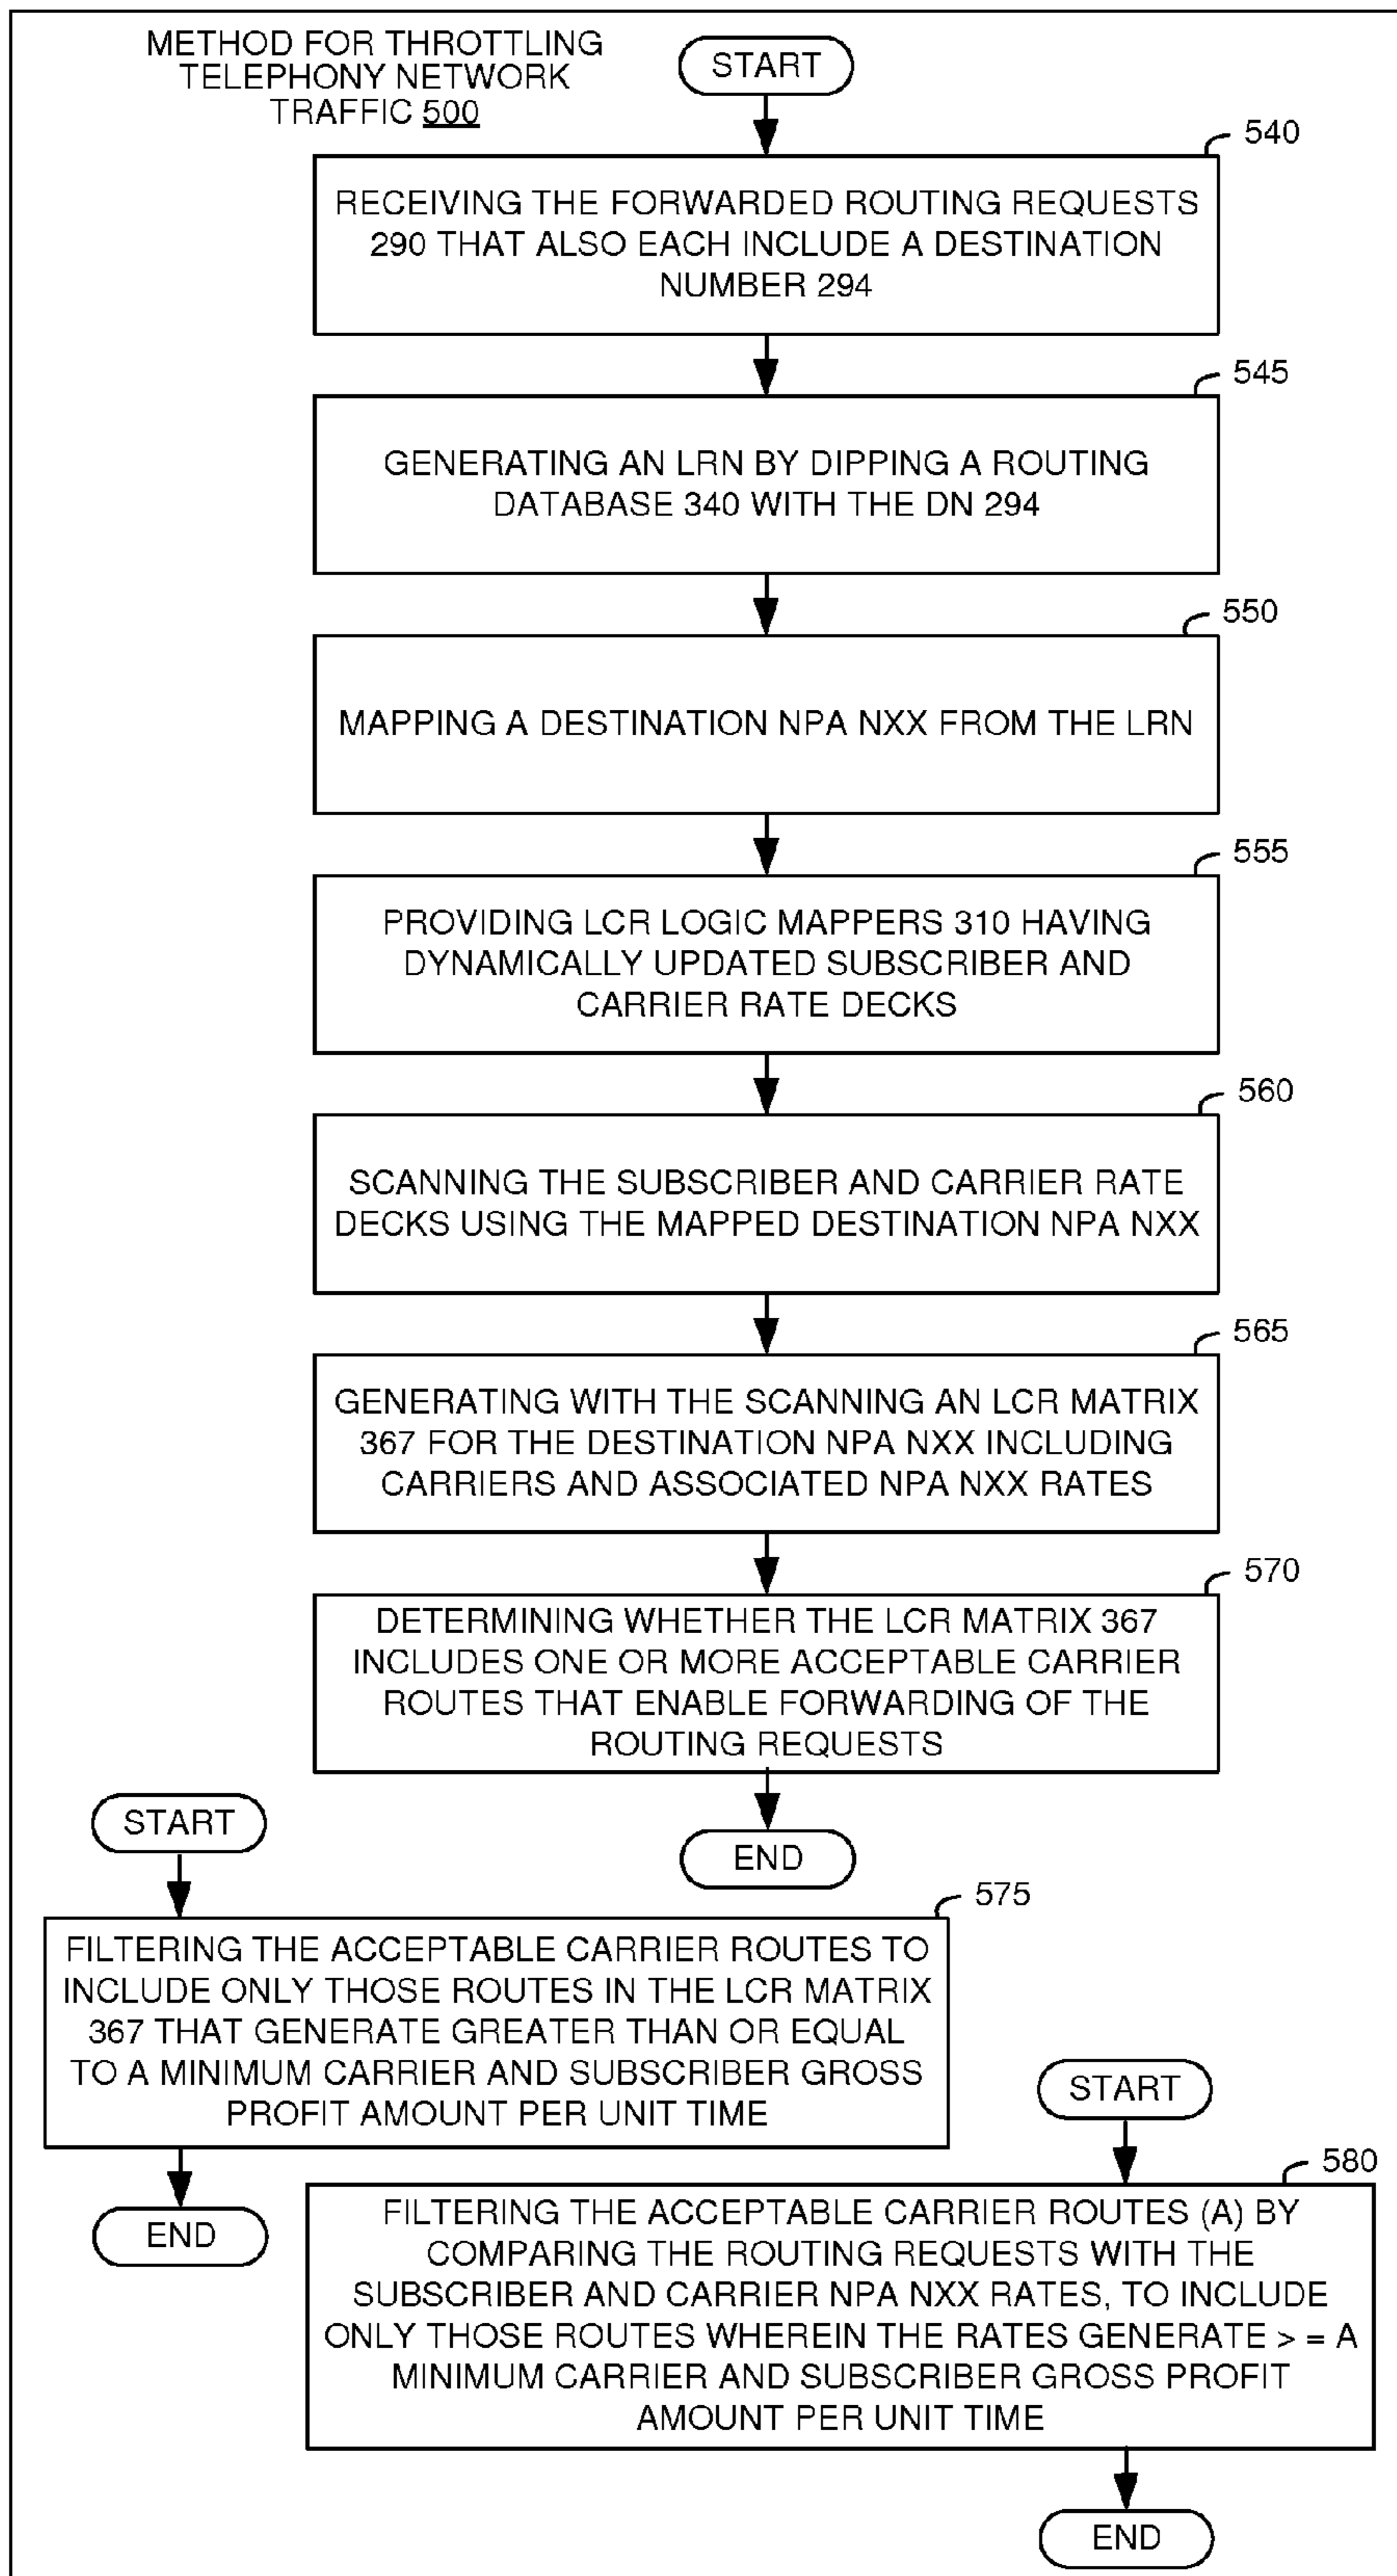 METHOD FOR THROTTLING
TELEPHONY NETWORK
TRAFFIC 500
START
540
RECEIVING THE FORWARDED ROUTING REQUESTS
290 THAT ALSO EACH INCLUDE A DESTINATION
NUMBER 294
545
GENERATING AN LRN BY DIPPING A ROUTING
DATABASE 340 WITH THE DN 294
550
MAPPING A DESTINATION NPA NXX FROM THE LRN
555
PROVIDING LCR LOGIC MAPPERS 310 HAVING
DYNAMICALLY UPDATED SUBSCRIBER AND
CARRIER RATE DECKS
560
SCANNING THE SUBSCRIBER AND CARRIER RATE
DECKS USING THE MAPPED DESTINATION NPA NXX
565
GENERATING WITH THE SCANNING AN LCR MATRIX
367 FOR THE DESTINATION NPA NXX INCLUDING
CARRIERS AND ASSOCIATED NPA NXX RATES
570
DETERMINING WHETHER THE LCR MATRIX 367
INCLUDES ONE OR MORE ACCEPTABLE CARRIER
ROUTES THAT ENABLE FORWARDING OF THE
ROUTING REQUESTS
END
START
575
FILTERING THE ACCEPTABLE CARRIER ROUTES TO
INCLUDE ONLY THOSE ROUTES IN THE LCR MATRIX
367 THAT GENERATE GREATER THAN OR EQUAL
TO A MINIMUM CARRIER AND SUBSCRIBER GROSS
PROFIT AMOUNT PER UNIT TIME
END
START
580
FILTERING THE ACCEPTABLE CARRIER ROUTES (A) BY
COMPARING THE ROUTING REQUESTS WITH THE
SUBSCRIBER AND CARRIER NPA NXX RATES, TO INCLUDE
ONLY THOSE ROUTES WHEREIN THE RATES GENERATE > = A
MINIMUM CARRIER AND SUBSCRIBER GROSS PROFIT
AMOUNT PER UNIT TIME
END